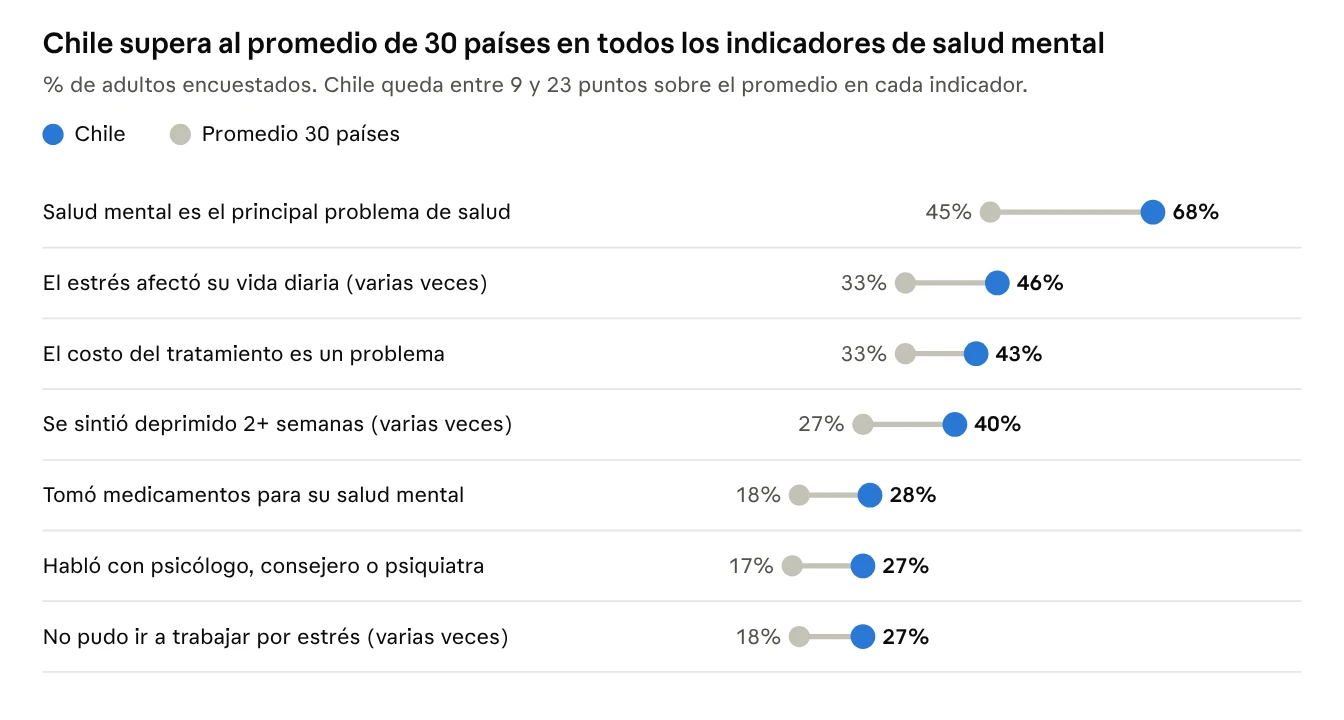 Chile supera al promedio de 30 países en todos los indicadores de salud mental
% de adultos encuestados. Chile queda entre 9 y 23 puntos sobre el promedio en cada indicador.
Chile Promedio 30 países
Salud mental es el principal problema de salud 45% 68%
El estrés afectó su vida diaria (varias veces) 33% 46%
El costo del tratamiento es un problema 33% 43%
Se sintió deprimido 2+ semanas (varias veces) 27% 40%
Tomó medicamentos para su salud mental 18% 28%
Habló con psicólogo, consejero o psiquiatra 17% 27%
No pudo ir a trabajar por estrés (varias veces) 18% 27%